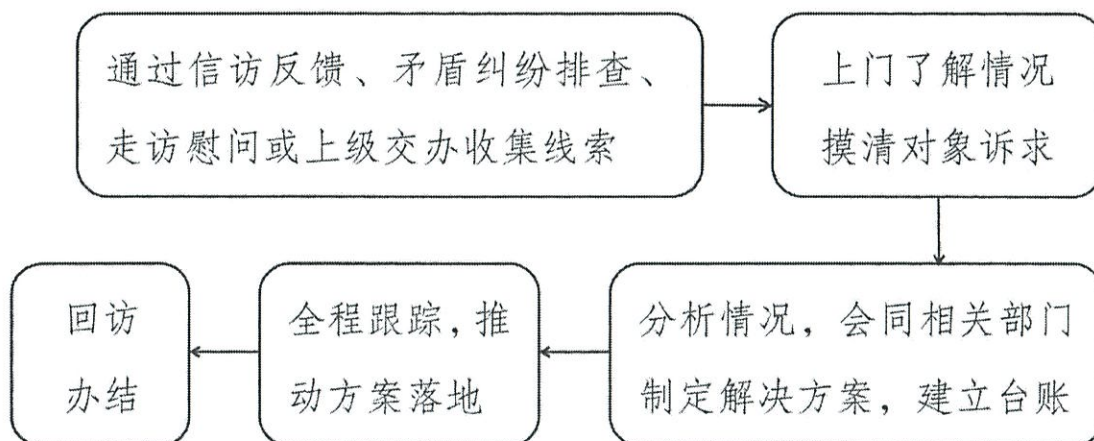 通过信访反馈、矛盾纠纷排查、
走访慰问或上级交办收集线索
上门了解情况
摸清对象诉求
分析情况，会同相关部门
制定解决方案，建立台账
全程跟踪，推
动方案落地
回访
办结